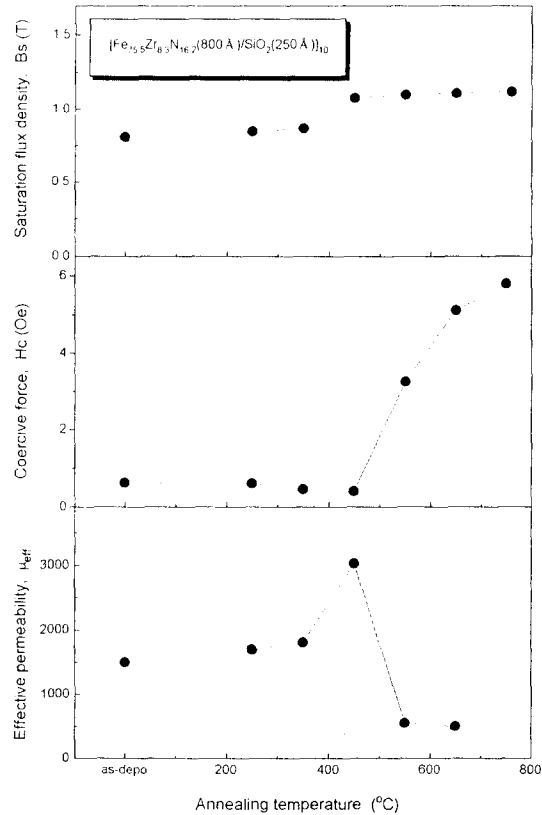 {Fe75.5Zr8.3N16.2(800 Å)/SiO2(250 Å)}10
Saturation flux density, Bs (T)
1.5
1.0
0.5
0.0
Coercive force, Hc (Oe)
6
4
2
0
Effective permeability, μeff
3000
2000
1000
0
as-depo 200 400 600 800
Annealing temperature (°C)